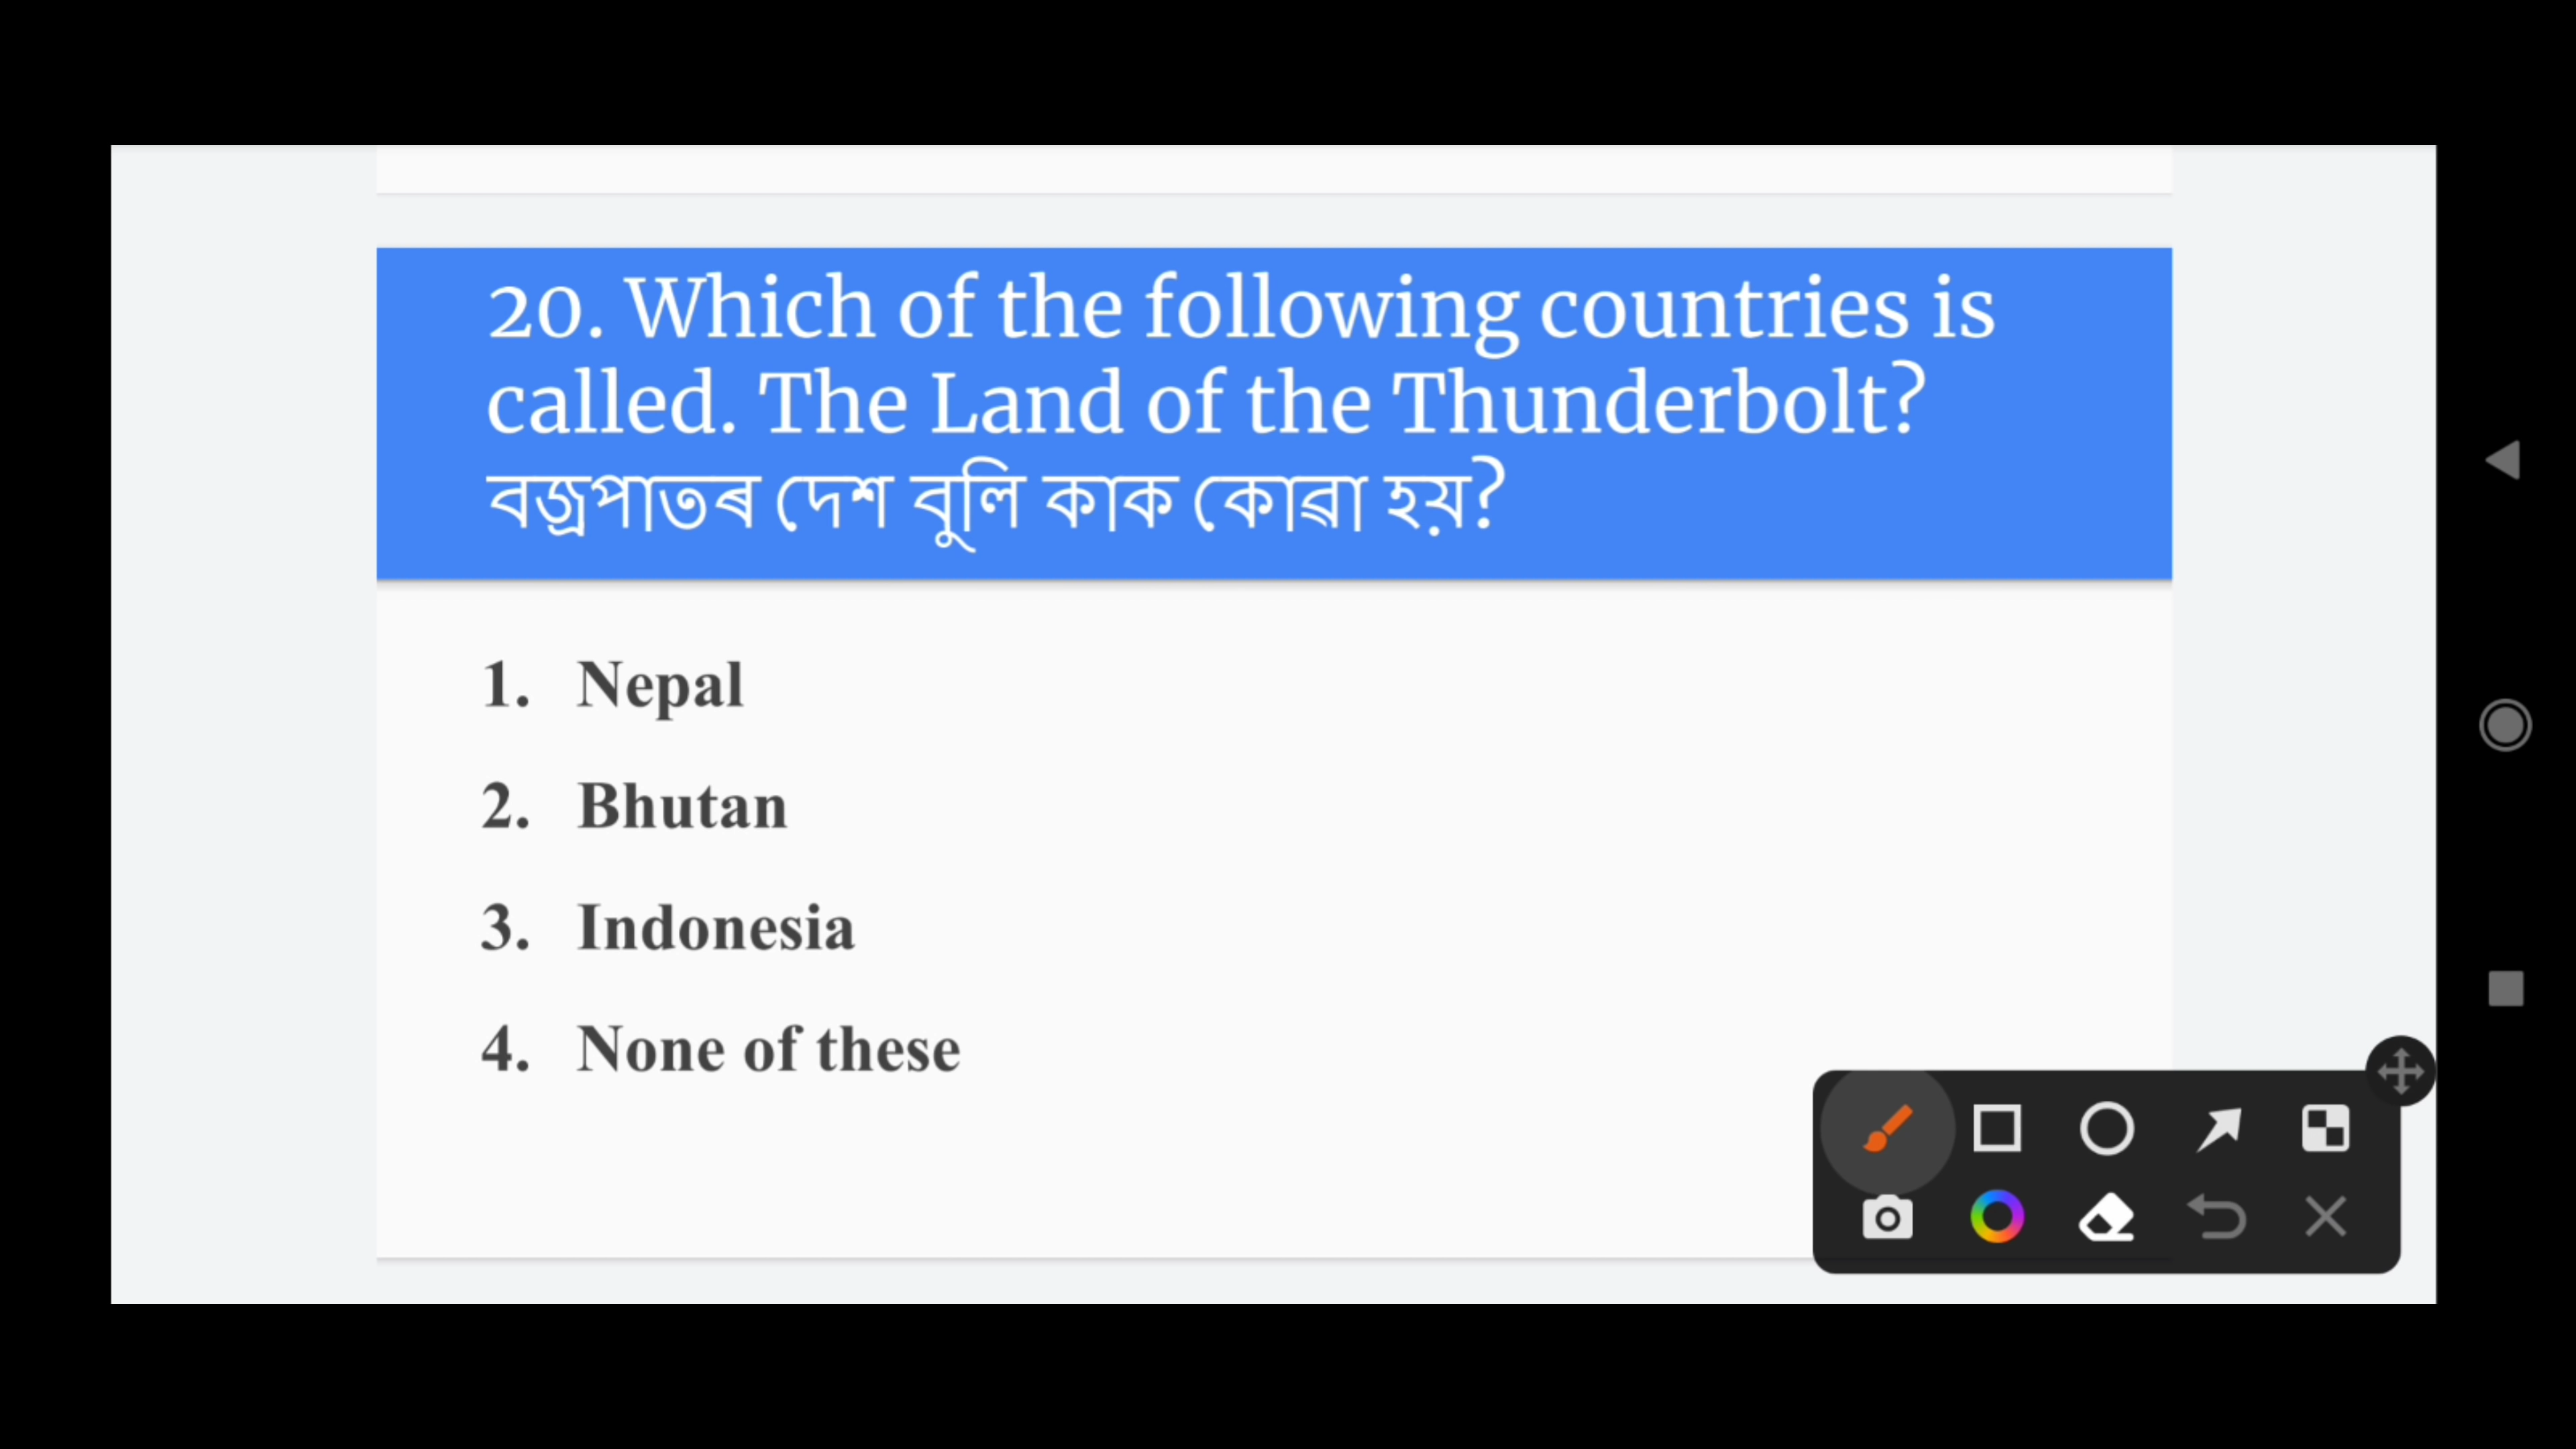 20. Which of the following countries is
called. The Land of the Thunderbolt?
বজ্ৰপাতৰ দেশ বুলি কাক কোৱা হয়?
1. Nepal
2. Bhutan
3. Indonesia
4. None of these